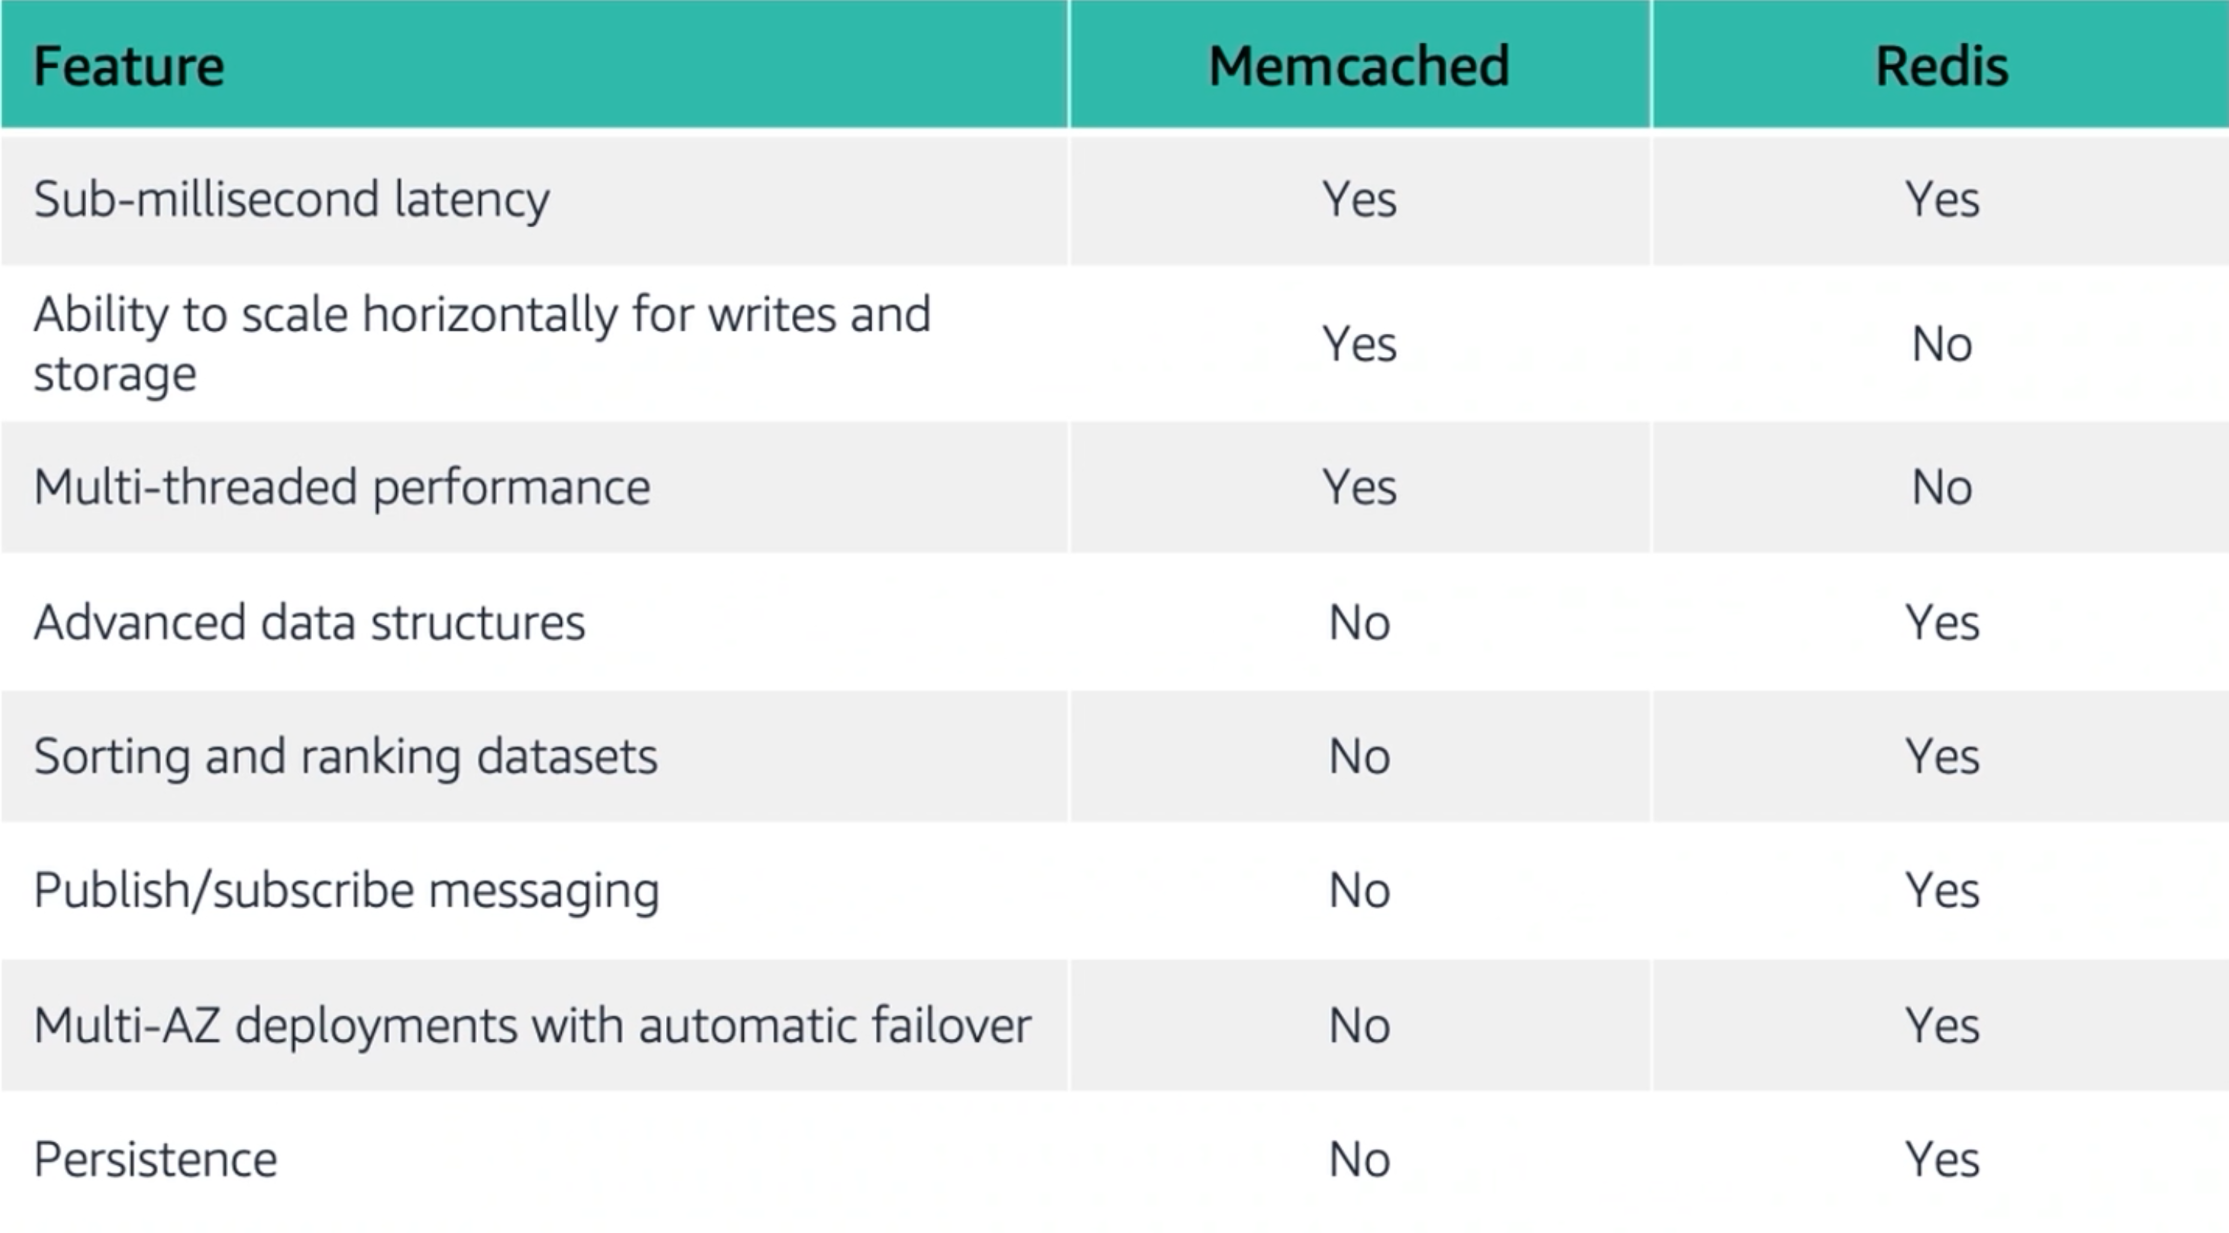 Feature Memcached Redis
Sub-millisecond latency Yes Yes
Ability to scale horizontally for writes and
storage Yes No
Multi-threaded performance Yes No
Advanced data structures No Yes
Sorting and ranking datasets No Yes
Publish/subscribe messaging No Yes
Multi-AZ deployments with automatic failover No Yes
Persistence No Yes